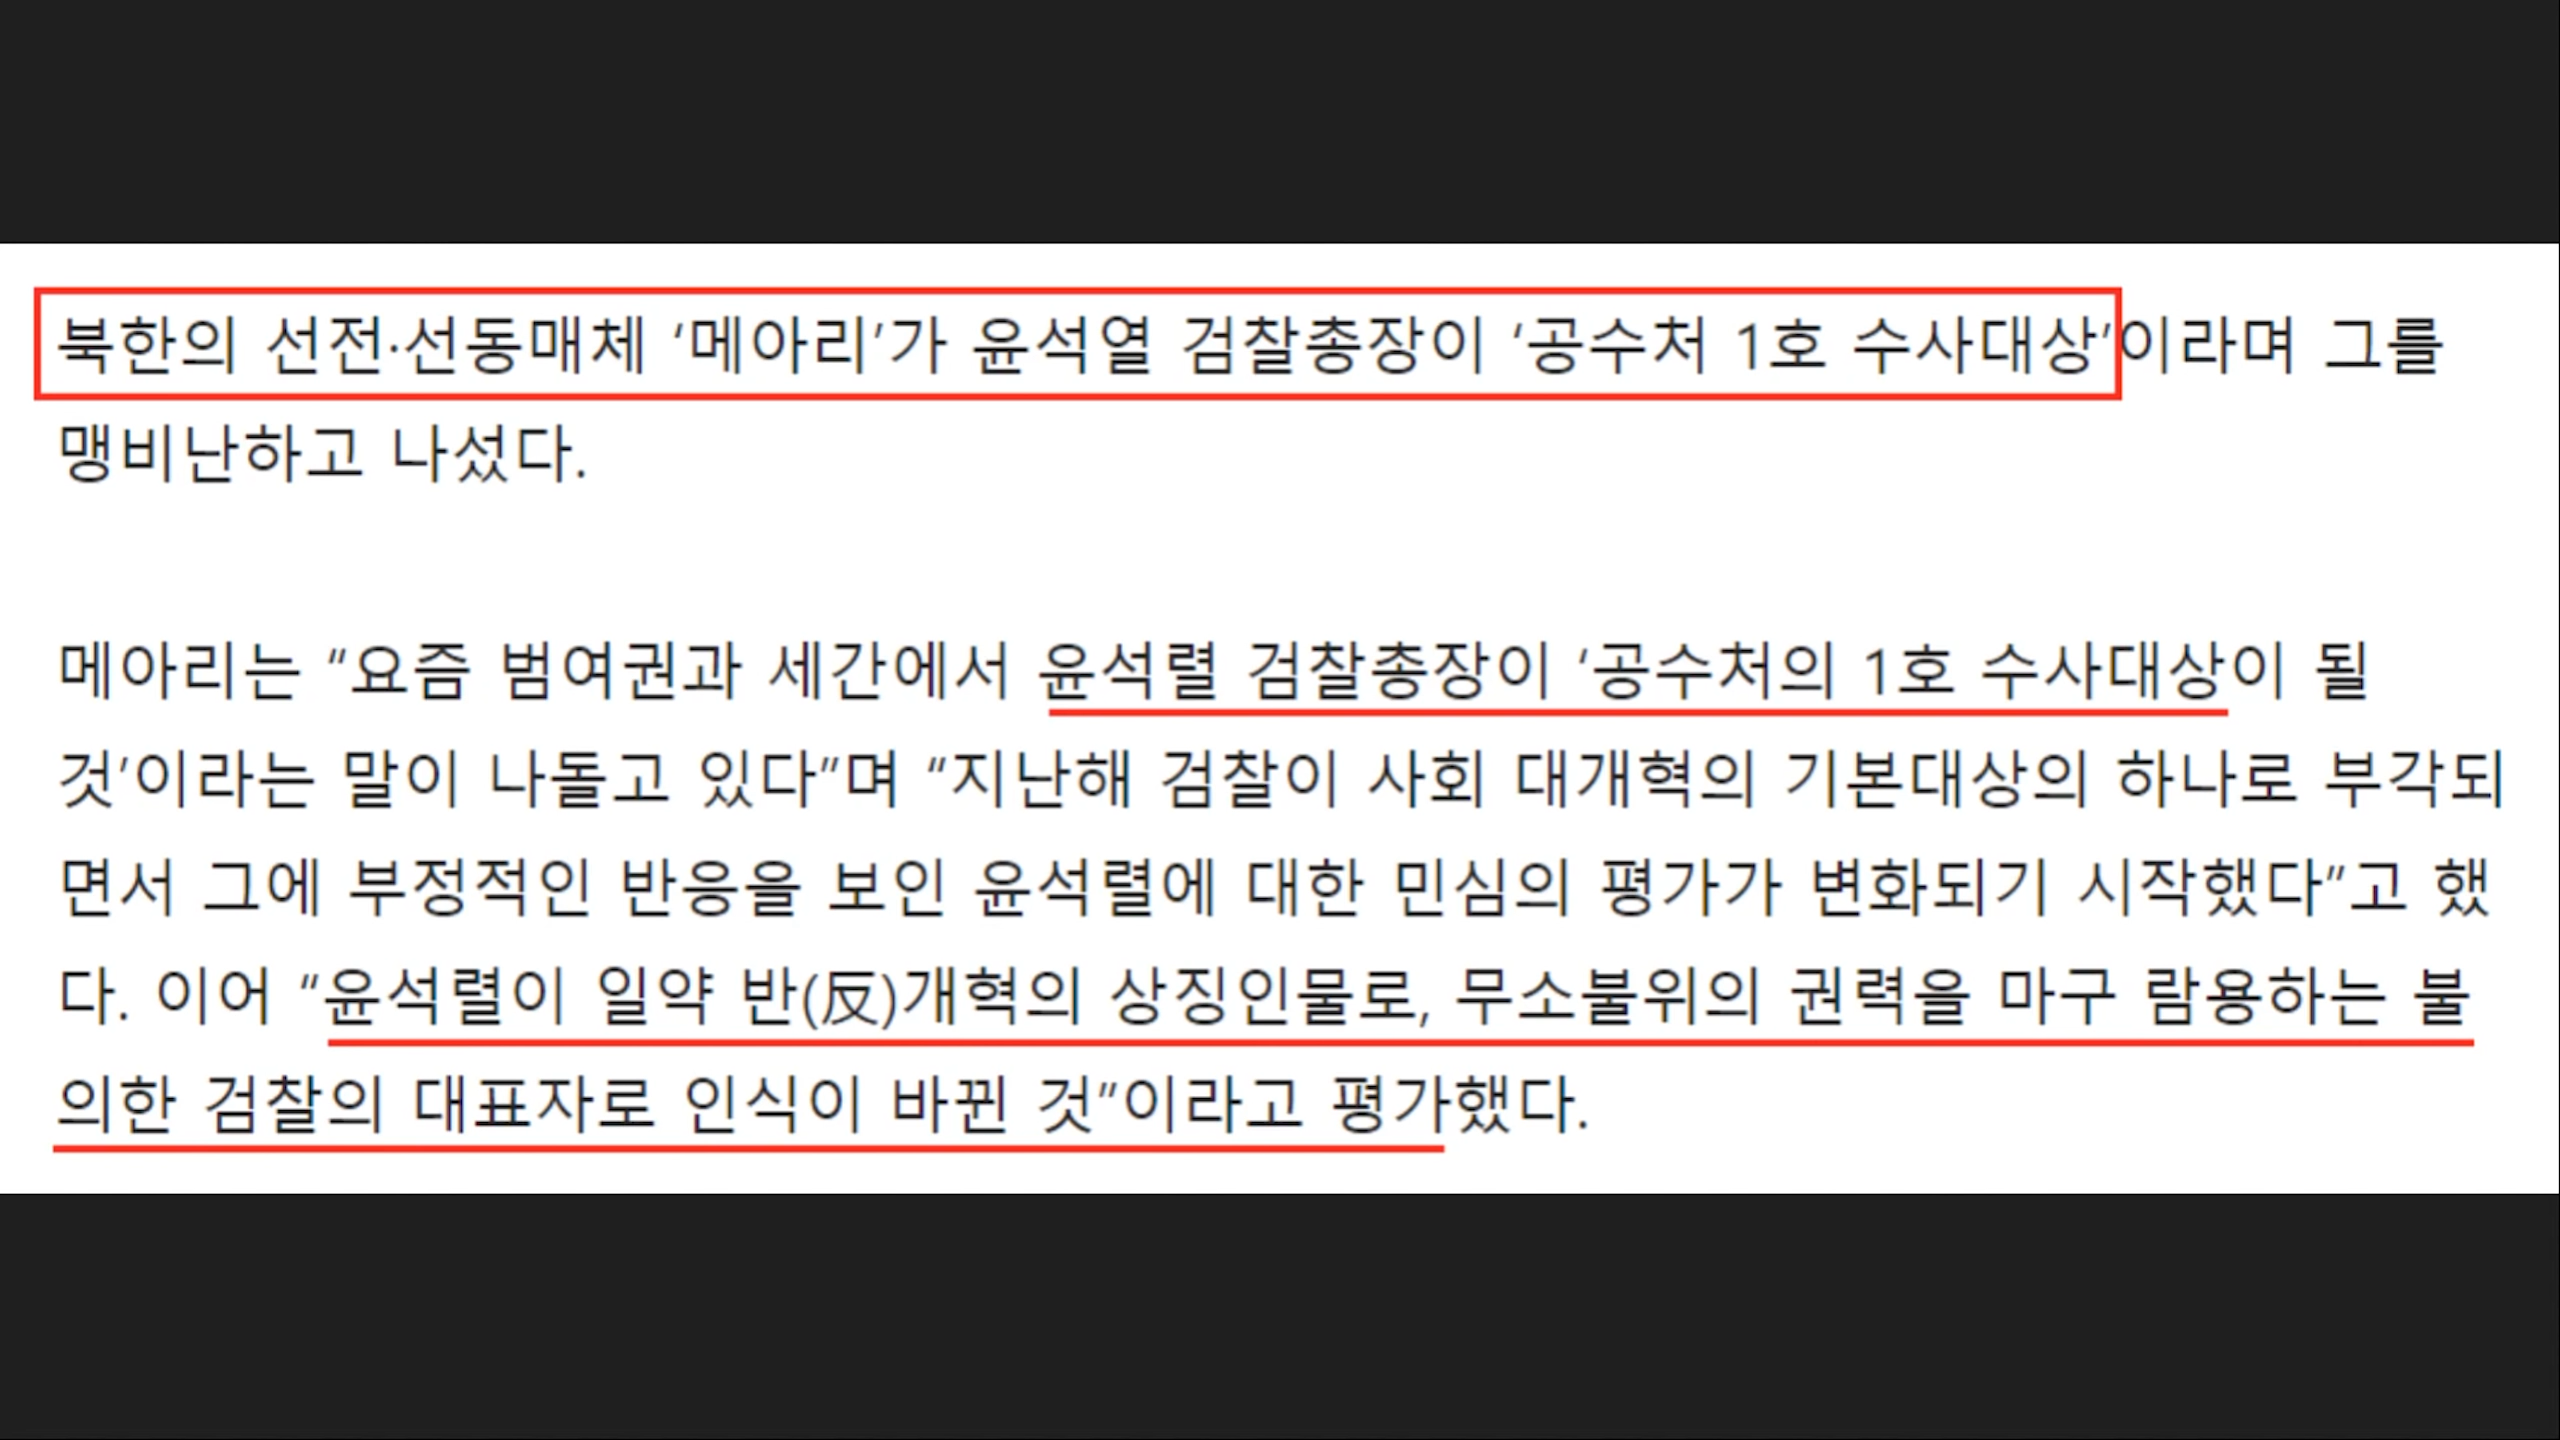 북한의 선전·선동매체 ‘메아리’가 윤석열 검찰총장이 ‘공수처 1호 수사대상’이라며 그를
맹비난하고 나섰다.
메아리는 “요즘 범여권과 세간에서 윤석렬 검찰총장이 ‘공수처의 1호 수사대상이 될
것’이라는 말이 나돌고 있다”며 “지난해 검찰이 사회 대개혁의 기본대상의 하나로 부각되
면서 그에 부정적인 반응을 보인 윤석렬에 대한 민심의 평가가 변화되기 시작했다”고 했
다. 이어 “윤석렬이 일약 반(反)개혁의 상징인물로, 무소불위의 권력을 마구 람용하는 불
의한 검찰의 대표자로 인식이 바뀐 것”이라고 평가했다.